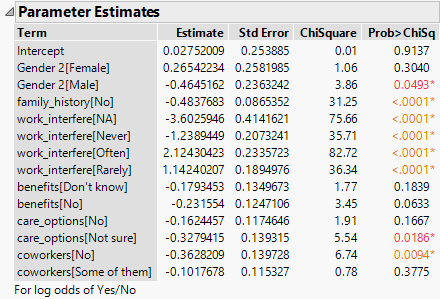 Parameter Estimates
Term Estimate Std Error ChiSquare Prob>ChiSq
Intercept 0.02752009 0.253885 0.01 0.9137
Gender 2[Female] 0.26542234 0.2581985 1.06 0.3040
Gender 2[Male] -0.4645162 0.2363242 3.86 0.0493*
family_history[No] -0.4837683 0.0865352 31.25 <.0001*
work_interfere[NA] -3.6025946 0.4141621 75.66 <.0001*
work_interfere[Never] -1.2389449 0.2073241 35.71 <.0001*
work_interfere[Often] 2.12430423 0.2335723 82.72 <.0001*
work_interfere[Rarely] 1.14240207 0.1894976 36.34 <.0001*
benefits[Don't know] -0.1793453 0.1349673 1.77 0.1839
benefits[No] -0.231554 0.1247106 3.45 0.0633
care_options[No] -0.1624457 0.1174646 1.91 0.1667
care_options[Not sure] -0.3279415 0.139315 5.54 0.0186*
coworkers[No] -0.3628209 0.139728 6.74 0.0094*
coworkers[Some of them] -0.1017678 0.115327 0.78 0.3775
For log odds of Yes/No